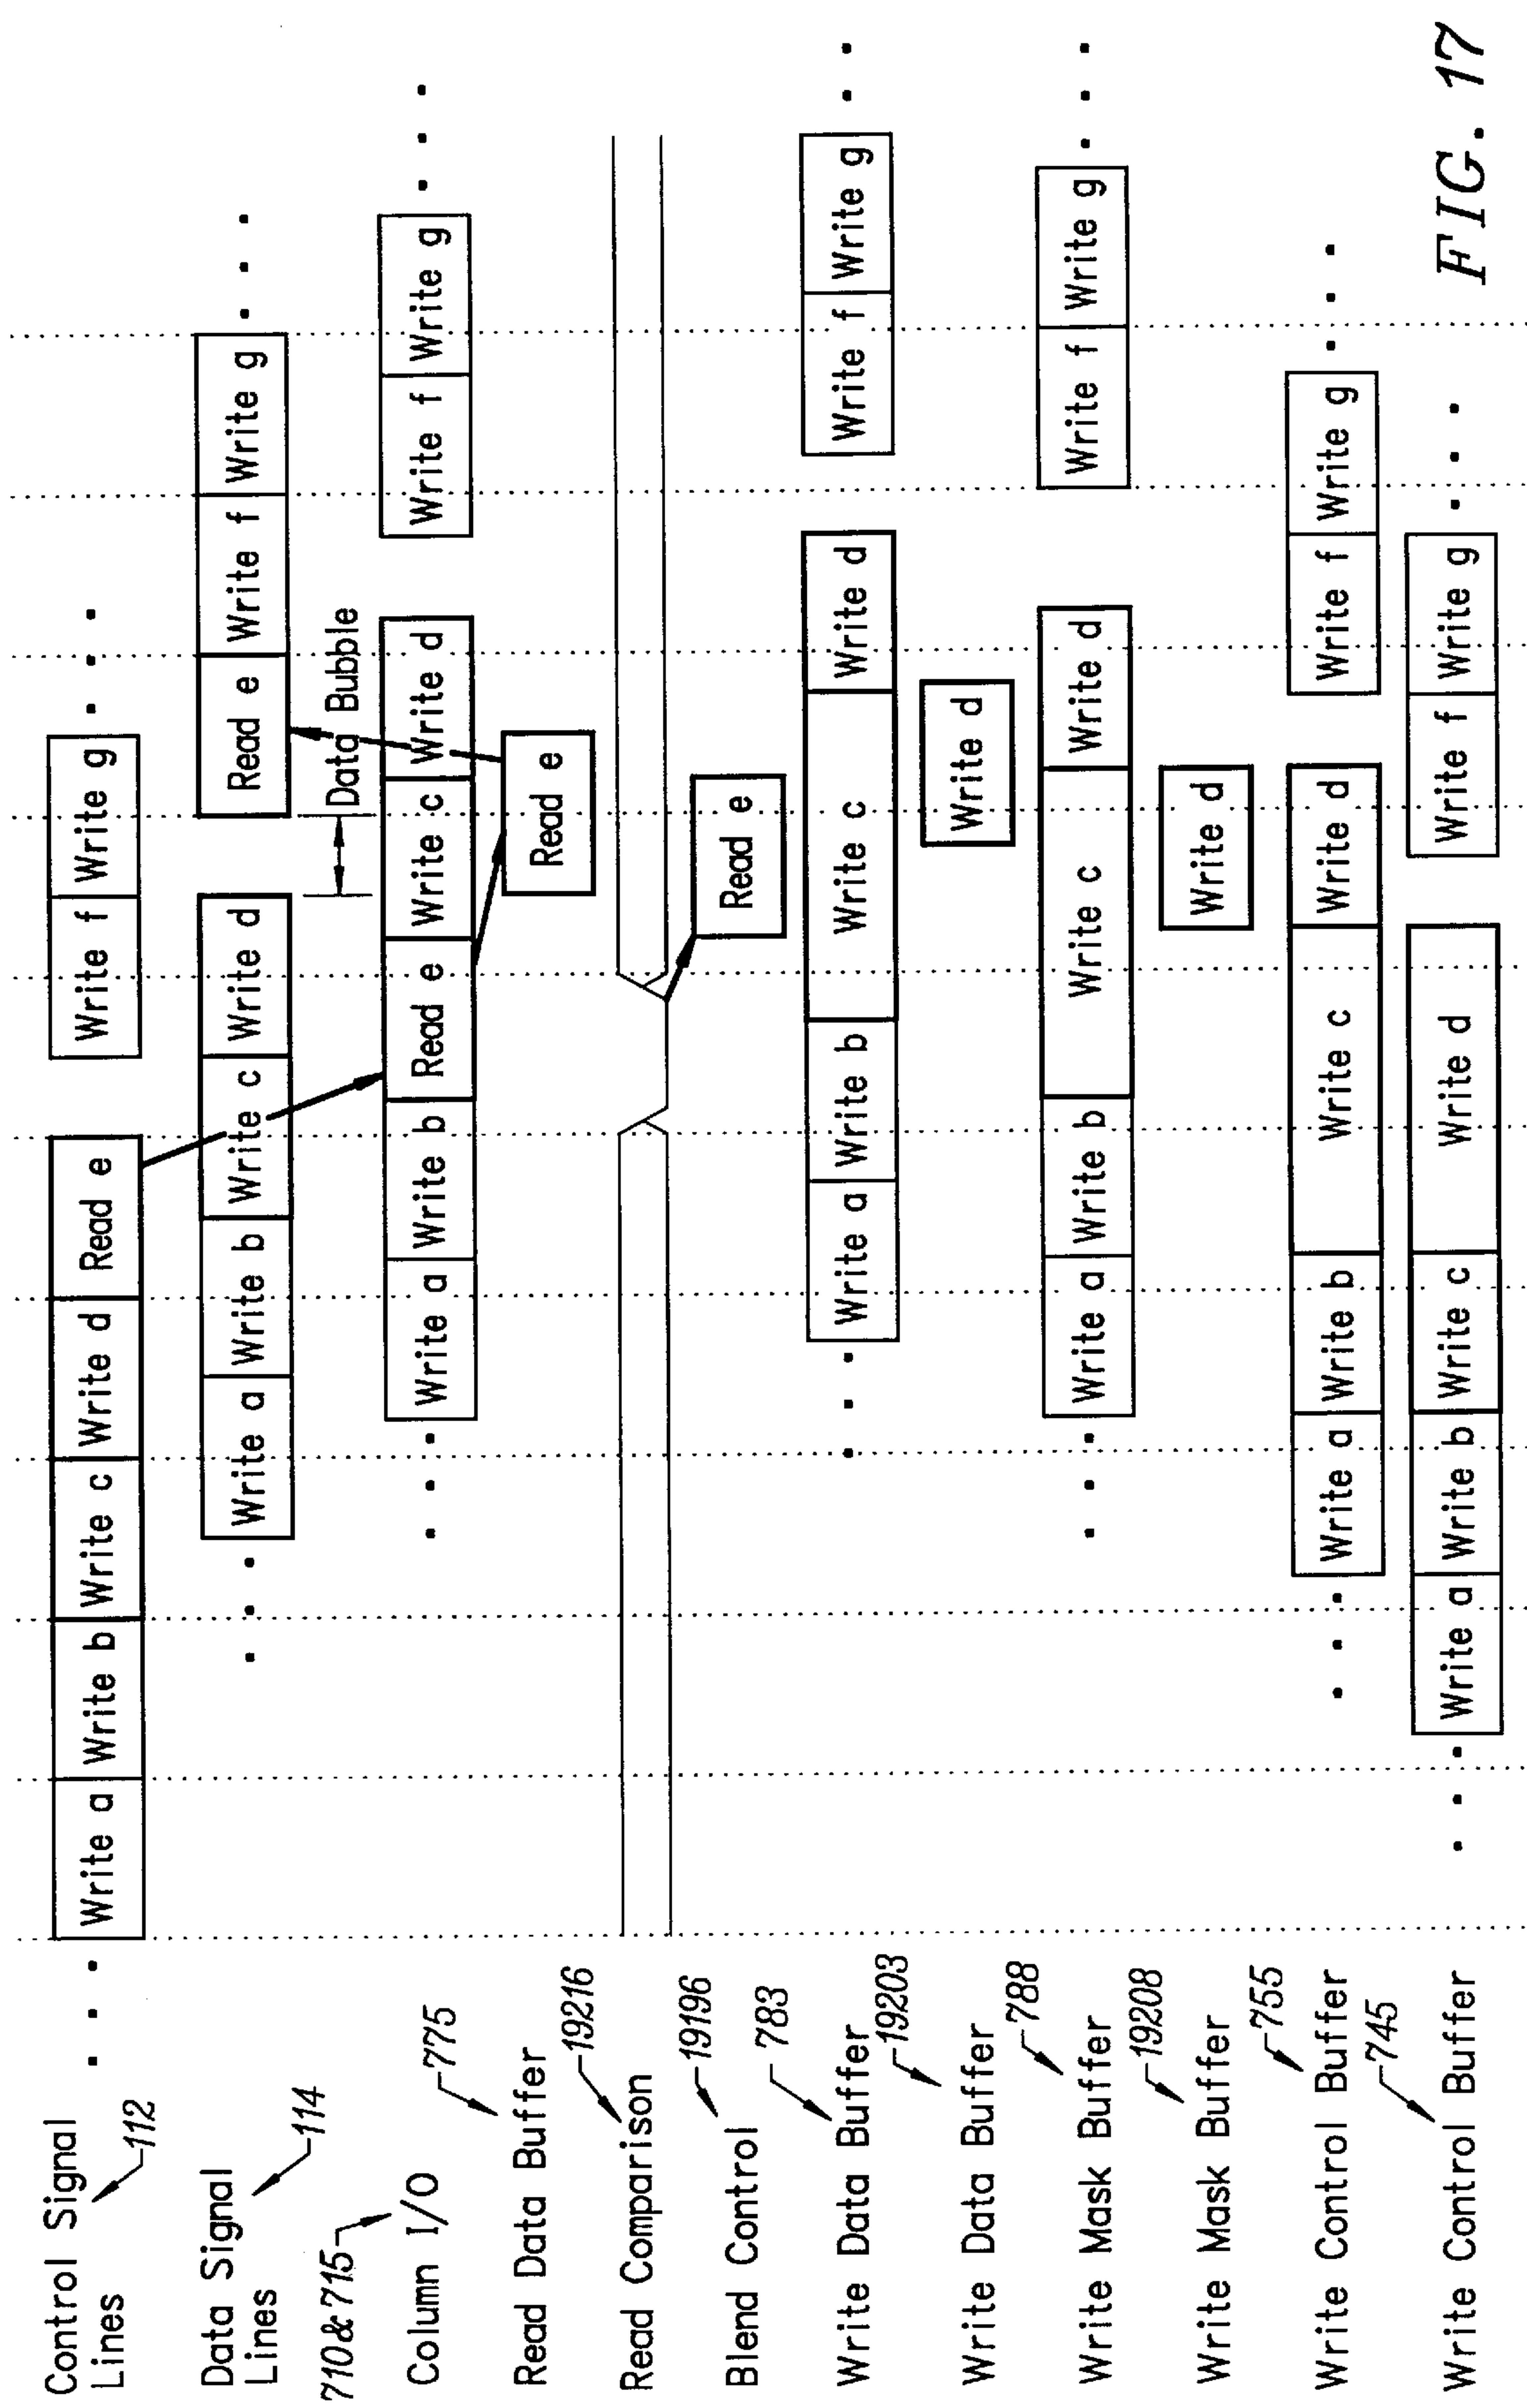 Control Signal
Lines
112
. . . Write a Write b Write c Write d Read e Write f Write g . . .
Data Signal
Lines
114
. . . Write a Write b Write c Write d Read e Write f Write g . . .
Data Bubble
710&715
Column I/O
. . . Write a Write b Read e Write c Write d Write f Write g . . .
775
Read Data Buffer
Read e
19216
Read Comparison
19196
Blend Control
Read e
783
Write Data Buffer
. . . Write a Write b Write c Write d Write f Write g . . .
19203
Write Data Buffer
Write d
788
Write Mask Buffer
. . . Write a Write b Write c Write d Write f Write g . . .
19208
Write Mask Buffer
Write d
755
Write Control Buffer
. . . Write a Write b Write c Write d Write f Write g . . .
745
Write Control Buffer
. . . Write a Write b Write c Write d Write f Write g . . .
FIG. 17